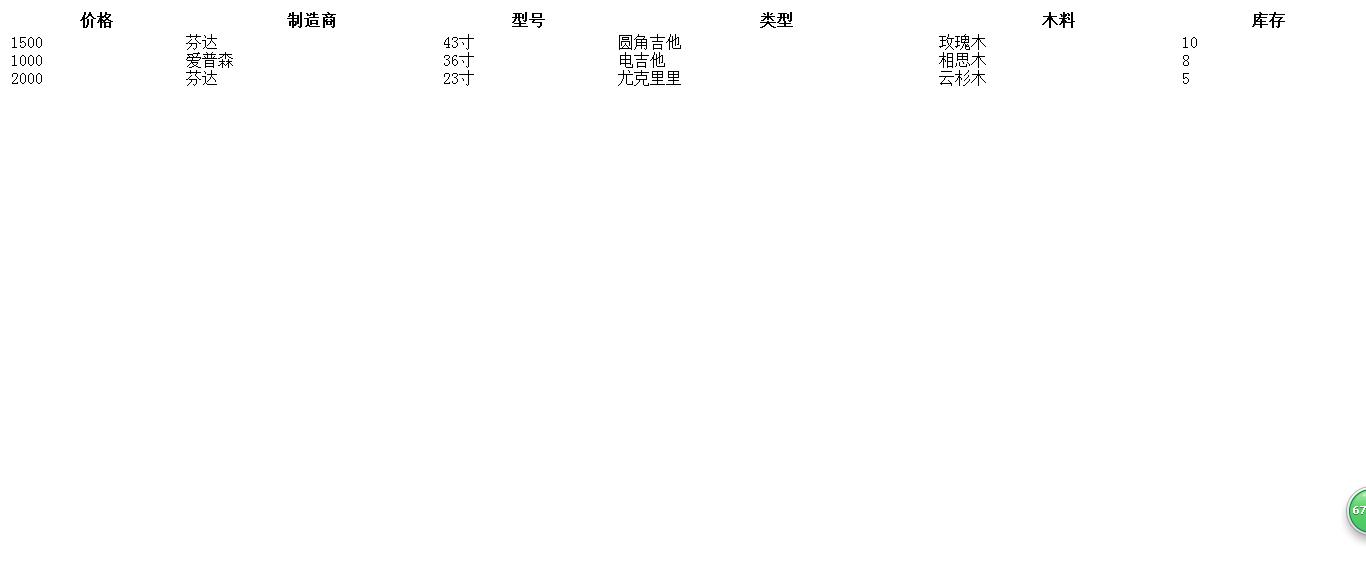 价格 制造商 型号 类型 木料 库存
1500 芬达 43寸 圆角吉他 玫瑰木 10
1000 爱普森 36寸 电吉他 相思木 8
2000 芬达 23寸 尤克里里 云杉木 5
67